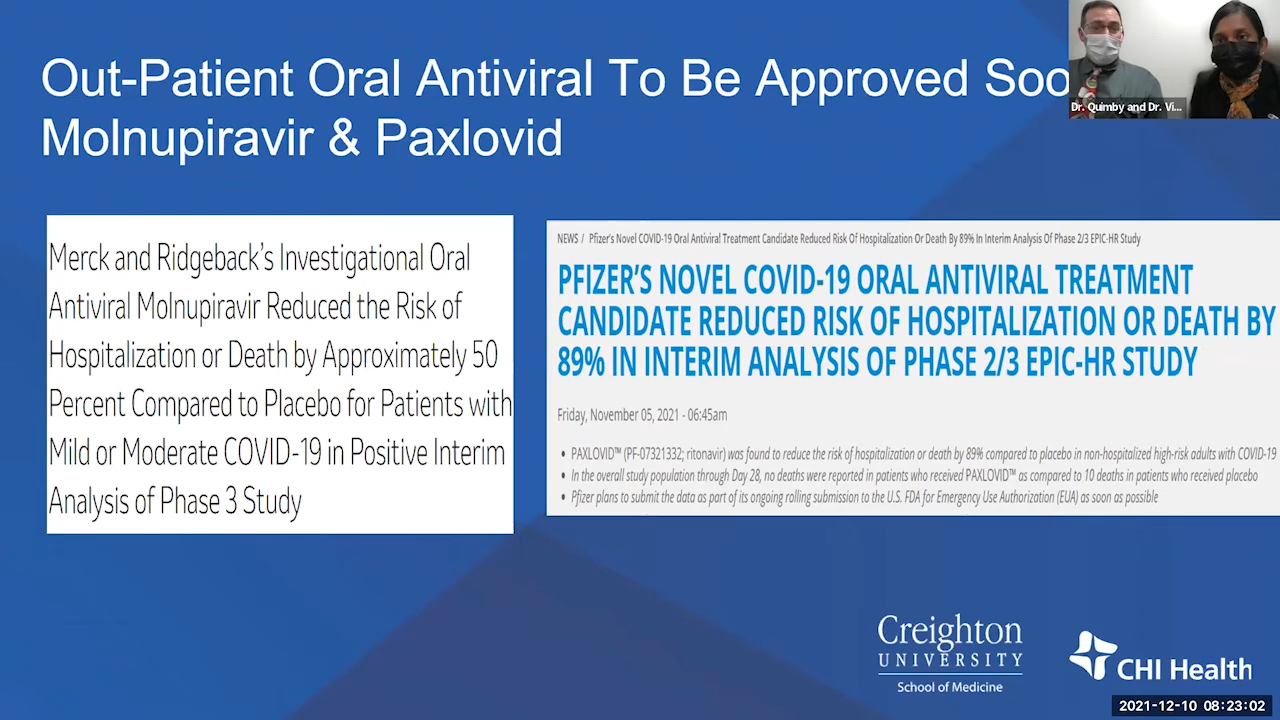 Out-Patient Oral Antiviral To Be Approved Soo
Molnupiravir & Paxlovid
Dr. Quimby and Dr. Vi...
Merck and Ridgeback's Investigational Oral
Antiviral Molnupiravir Reduced the Risk of
Hospitalization or Death by Approximately 50
Percent Compared to Placebo for Patients with
Mild or Moderate COVID-19 in Positive Interim
Analysis of Phase 3 Study
NEWS / Pfizer's Novel COVID-19 Oral Antiviral Treatment Candidate Reduced Risk Of Hospitalization Or Death By 89% In Interim Analysis Of Phase 2/3 EPIC-HR Study
PFIZER'S NOVEL COVID-19 ORAL ANTIVIRAL TREATMENT
CANDIDATE REDUCED RISK OF HOSPITALIZATION OR DEATH BY
89% IN INTERIM ANALYSIS OF PHASE 2/3 EPIC-HR STUDY
Friday, November 05, 2021 - 06:45am
• PAXLOVID™ (PF-07321332; ritonavir) was found to reduce the risk of hospitalization or death by 89% compared to placebo in non-hospitalized high-risk adults with COVID-19
• In the overall study population through Day 28, no deaths were reported in patients who received PAXLOVID™ as compared to 10 deaths in patients who received placebo
• Pfizer plans to submit the data as part of its ongoing rolling submission to the U.S. FDA for Emergency Use Authorization (EUA) as soon as possible
Creighton
UNIVERSITY
School of Medicine
CHI Health
2021-12-10 08:23:02